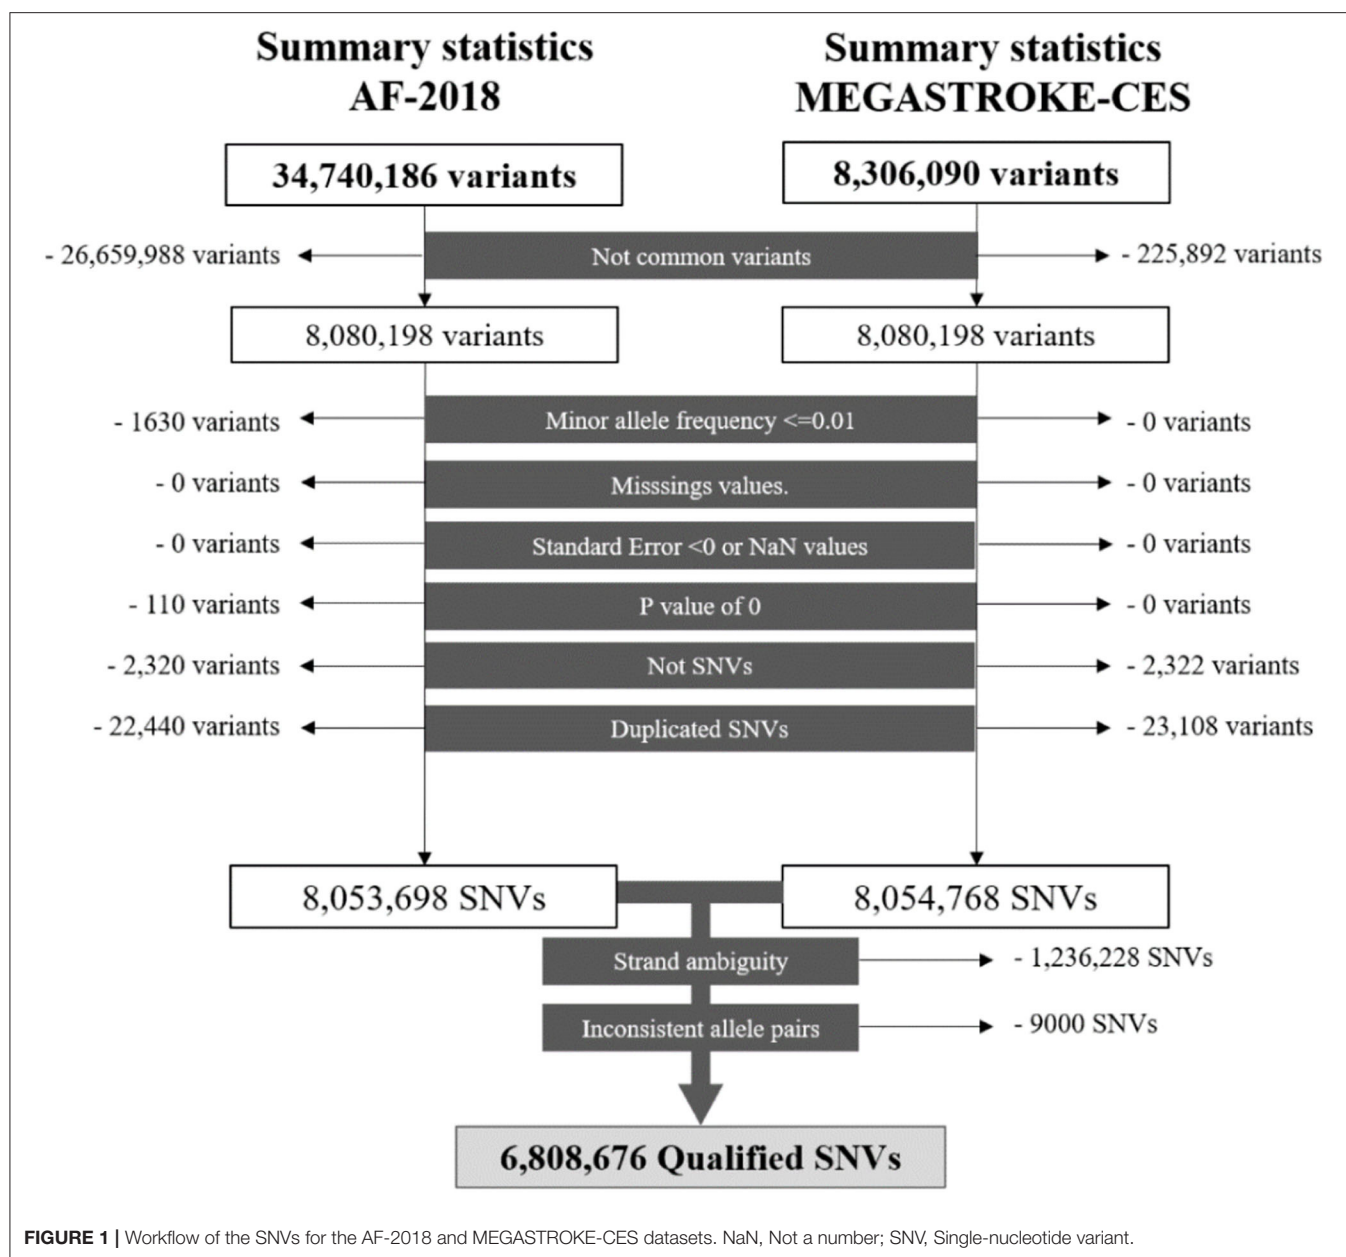 Summary statistics
AF-2018
Summary statistics
MEGASTROKE-CES
34,740,186 variants
8,306,090 variants
- 26,659,988 variants
Not common variants
- 225,892 variants
8,080,198 variants
8,080,198 variants
- 1630 variants
Minor allele frequency <=0.01
- 0 variants
- 0 variants
Misssings values.
- 0 variants
- 0 variants
Standard Error <0 or NaN values
- 0 variants
- 110 variants
P value of 0
- 0 variants
- 2,320 variants
Not SNVs
- 2,322 variants
- 22,440 variants
Duplicated SNVs
- 23,108 variants
8,053,698 SNVs
8,054,768 SNVs
Strand ambiguity
- 1,236,228 SNVs
Inconsistent allele pairs
- 9000 SNVs
6,808,676 Qualified SNVs
FIGURE 1 | Workflow of the SNVs for the AF-2018 and MEGASTROKE-CES datasets. NaN, Not a number; SNV, Single-nucleotide variant.